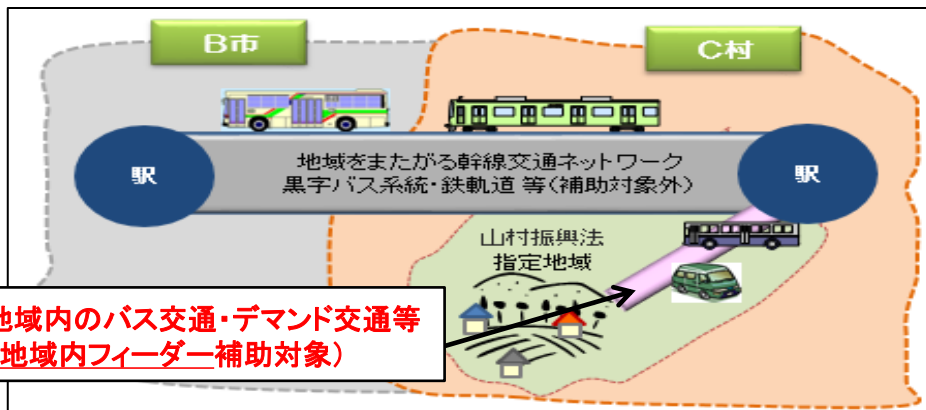 B市
C村
駅
地域をまたがる幹線交通ネットワーク
黒字バス系統・鉄軌道 等(補助対象外)
駅
山村振興法
指定地域
地域内のバス交通・デマンド交通等
地域内フィーダー補助対象)